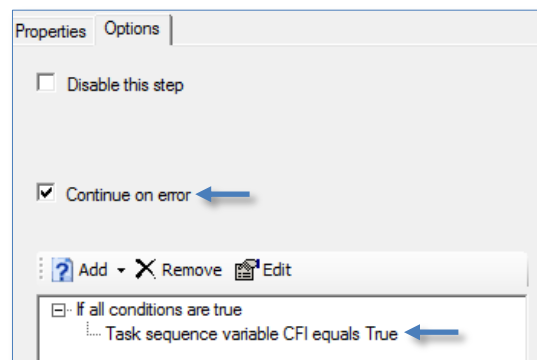 Properties Options
Disable this step
Continue on error
Add Remove Edit
If all conditions are true
Task sequence variable CFI equals True